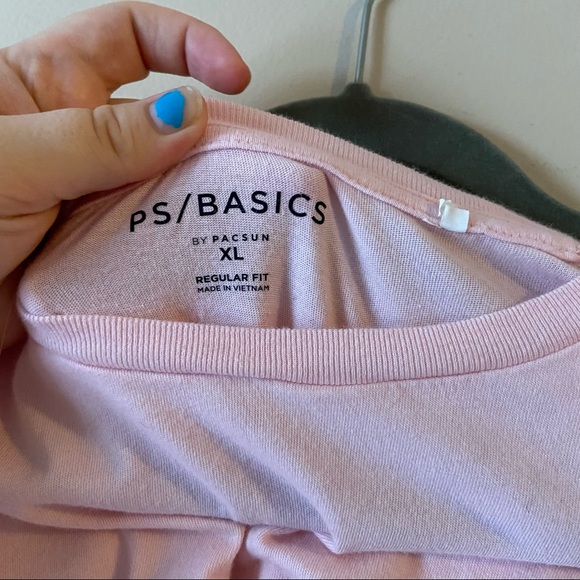 PS/BASICS
BY PACSUN
XL
REGULAR FIT
MADE IN VIETNAM